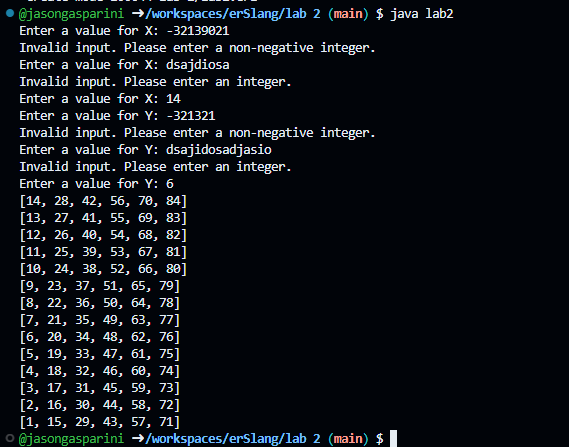 @jasongasparini ➜/workspaces/erSlang/lab 2 (main) $ java lab2
Enter a value for X: -32139021
Invalid input. Please enter a non-negative integer.
Enter a value for X: dsajdiosa
Invalid input. Please enter an integer.
Enter a value for X: 14
Enter a value for Y: -321321
Invalid input. Please enter a non-negative integer.
Enter a value for Y: dsajidosadjasio
Invalid input. Please enter an integer.
Enter a value for Y: 6
[14, 28, 42, 56, 70, 84]
[13, 27, 41, 55, 69, 83]
[12, 26, 40, 54, 68, 82]
[11, 25, 39, 53, 67, 81]
[10, 24, 38, 52, 66, 80]
[9, 23, 37, 51, 65, 79]
[8, 22, 36, 50, 64, 78]
[7, 21, 35, 49, 63, 77]
[6, 20, 34, 48, 62, 76]
[5, 19, 33, 47, 61, 75]
[4, 18, 32, 46, 60, 74]
[3, 17, 31, 45, 59, 73]
[2, 16, 30, 44, 58, 72]
[1, 15, 29, 43, 57, 71]
@jasongasparini ➜/workspaces/erSlang/lab 2 (main) $